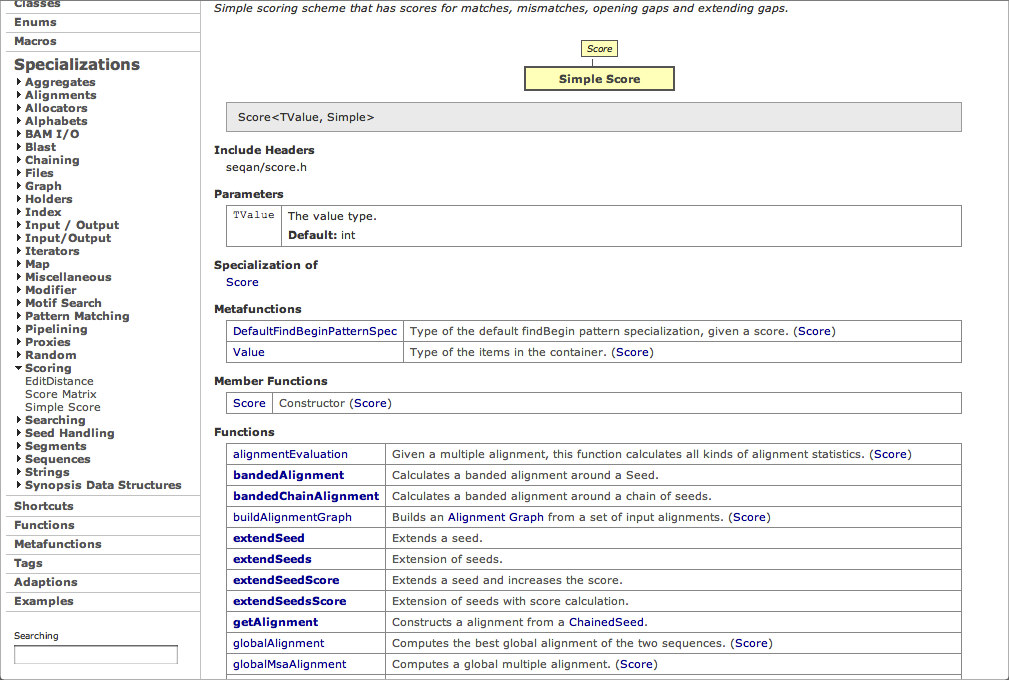 Classes
Enums
Macros
Specializations
Aggregates
Alignments
Allocators
Alphabets
BAM I/O
Blast
Chaining
Files
Graph
Holders
Index
Input / Output
Input/Output
Iterators
Map
Miscellaneous
Modifier
Motif Search
Pattern Matching
Pipelining
Proxies
Random
Scoring
EditDistance
Score Matrix
Simple Score
Searching
Seed Handling
Segments
Sequences
Strings
Synopsis Data Structures
Shortcuts
Functions
Metafunctions
Tags
Adaptions
Examples
Searching
Simple scoring scheme that has scores for matches, mismatches, opening gaps and extending gaps.
Score
Simple Score
Score<TValue, Simple>
Include Headers
seqan/score.h
Parameters
TValue The value type.
Default: int
Specialization of
Score
Metafunctions
DefaultFindBeginPatternSpec Type of the default findBegin pattern specialization, given a score. (Score)
Value Type of the items in the container. (Score)
Member Functions
Score Constructor (Score)
Functions
alignmentEvaluation Given a multiple alignment, this function calculates all kinds of alignment statistics. (Score)
bandedAlignment Calculates a banded alignment around a Seed.
bandedChainAlignment Calculates a banded alignment around a chain of seeds.
buildAlignmentGraph Builds an Alignment Graph from a set of input alignments. (Score)
extendSeed Extends a seed.
extendSeeds Extension of seeds.
extendSeedScore Extends a seed and increases the score.
extendSeedsScore Extension of seeds with score calculation.
getAlignment Constructs a alignment from a ChainedSeed.
globalAlignment Computes the best global alignment of the two sequences. (Score)
globalMsaAlignment Computes a global multiple alignment. (Score)